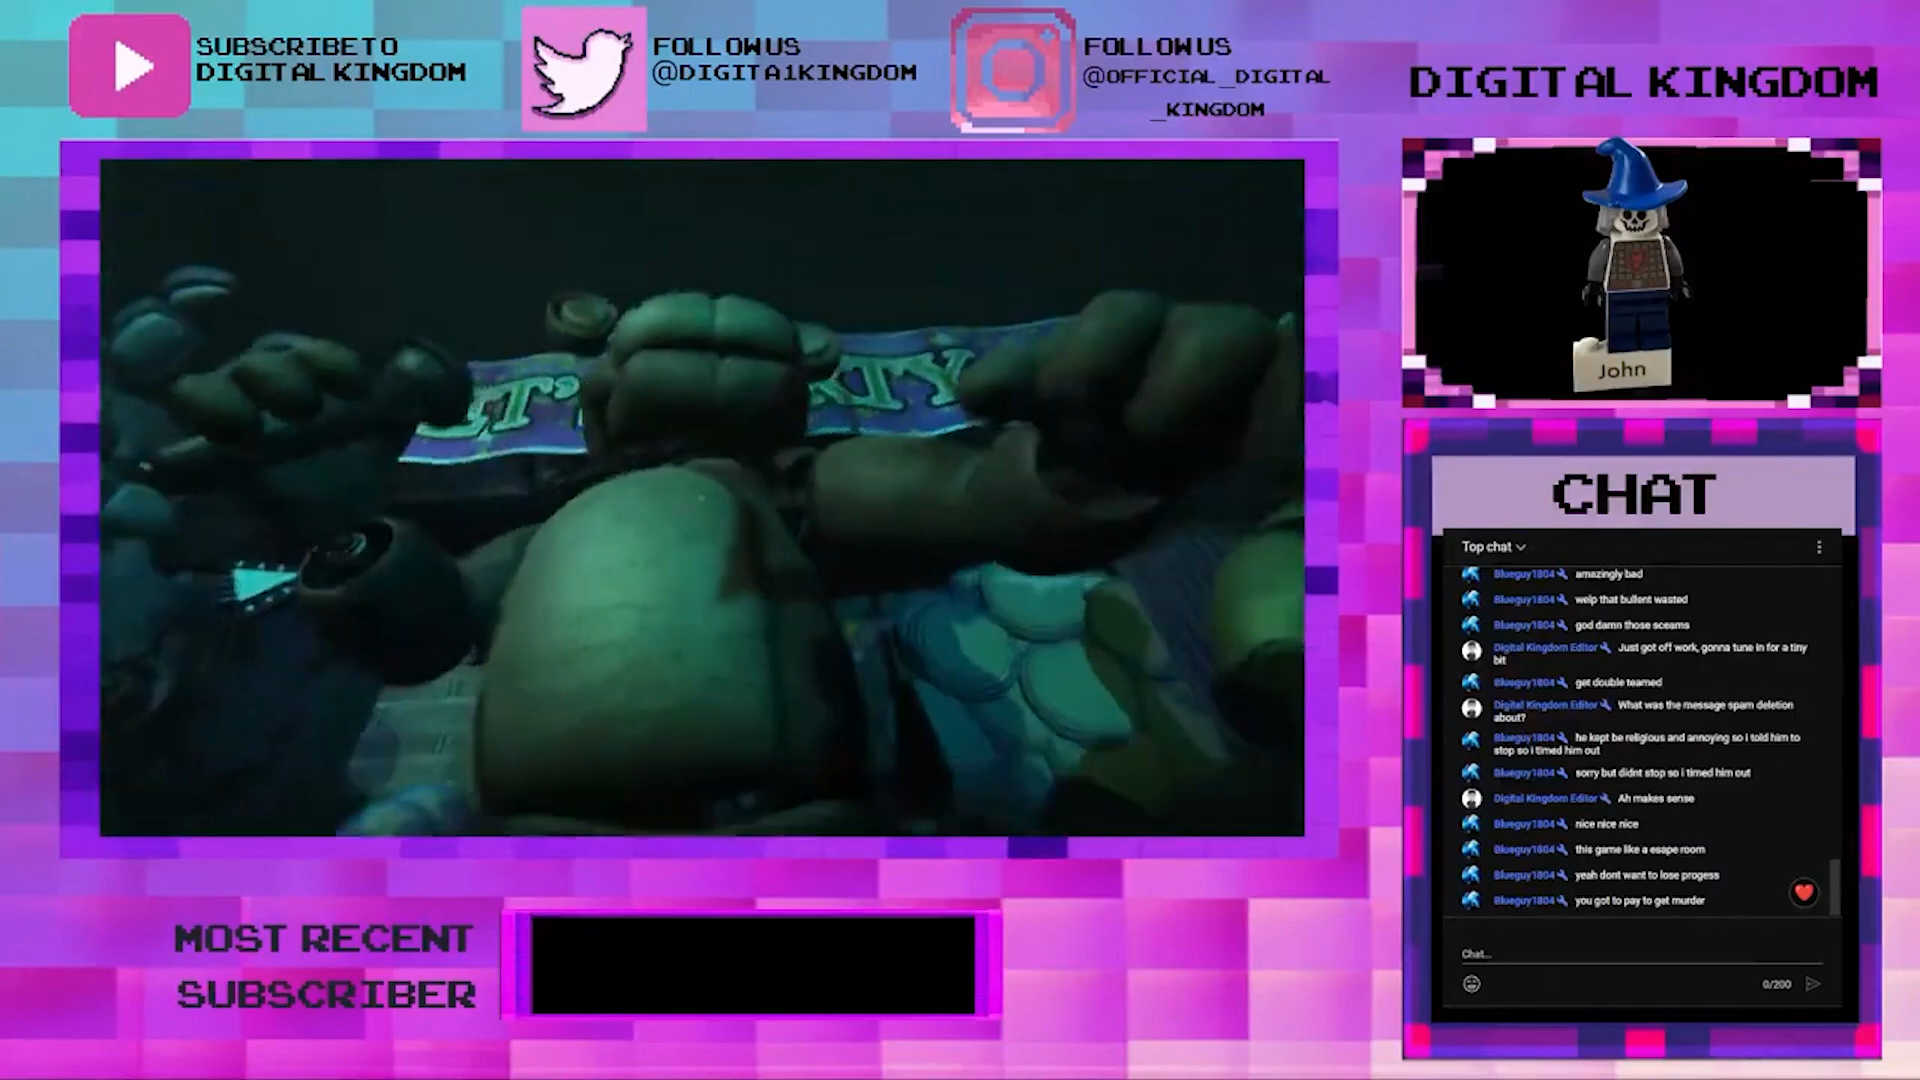 SUBSCRIBE TO
DIGITAL KINGDOM
FOLLOW US
@DIGITA1KINGDOM
FOLLOW US
@OFFICIAL_DIGITAL
_KINGDOM
DIGITAL KINGDOM
John
CHAT
Top chat
Blueguy1804 amazingly bad
Blueguy1804 welp that bullent wasted
Blueguy1804 god damn those sceams
Digital Kingdom Editor Just got off work, gonna tune in for a tiny
bit
Blueguy1804 get double teamed
Digital Kingdom Editor What was the message spam deletion
about?
Blueguy1804 he kept be religious and annoying so i told him to
stop so i timed him out
Blueguy1804 sorry but didnt stop so i timed him out
Digital Kingdom Editor Ah makes sense
Blueguy1804 nice nice nice
Blueguy1804 this game like a esape room
Blueguy1804 yeah dont want to lose progess
Blueguy1804 you got to pay to get murder
Chat...
0/200
MOST RECENT
SUBSCRIBER